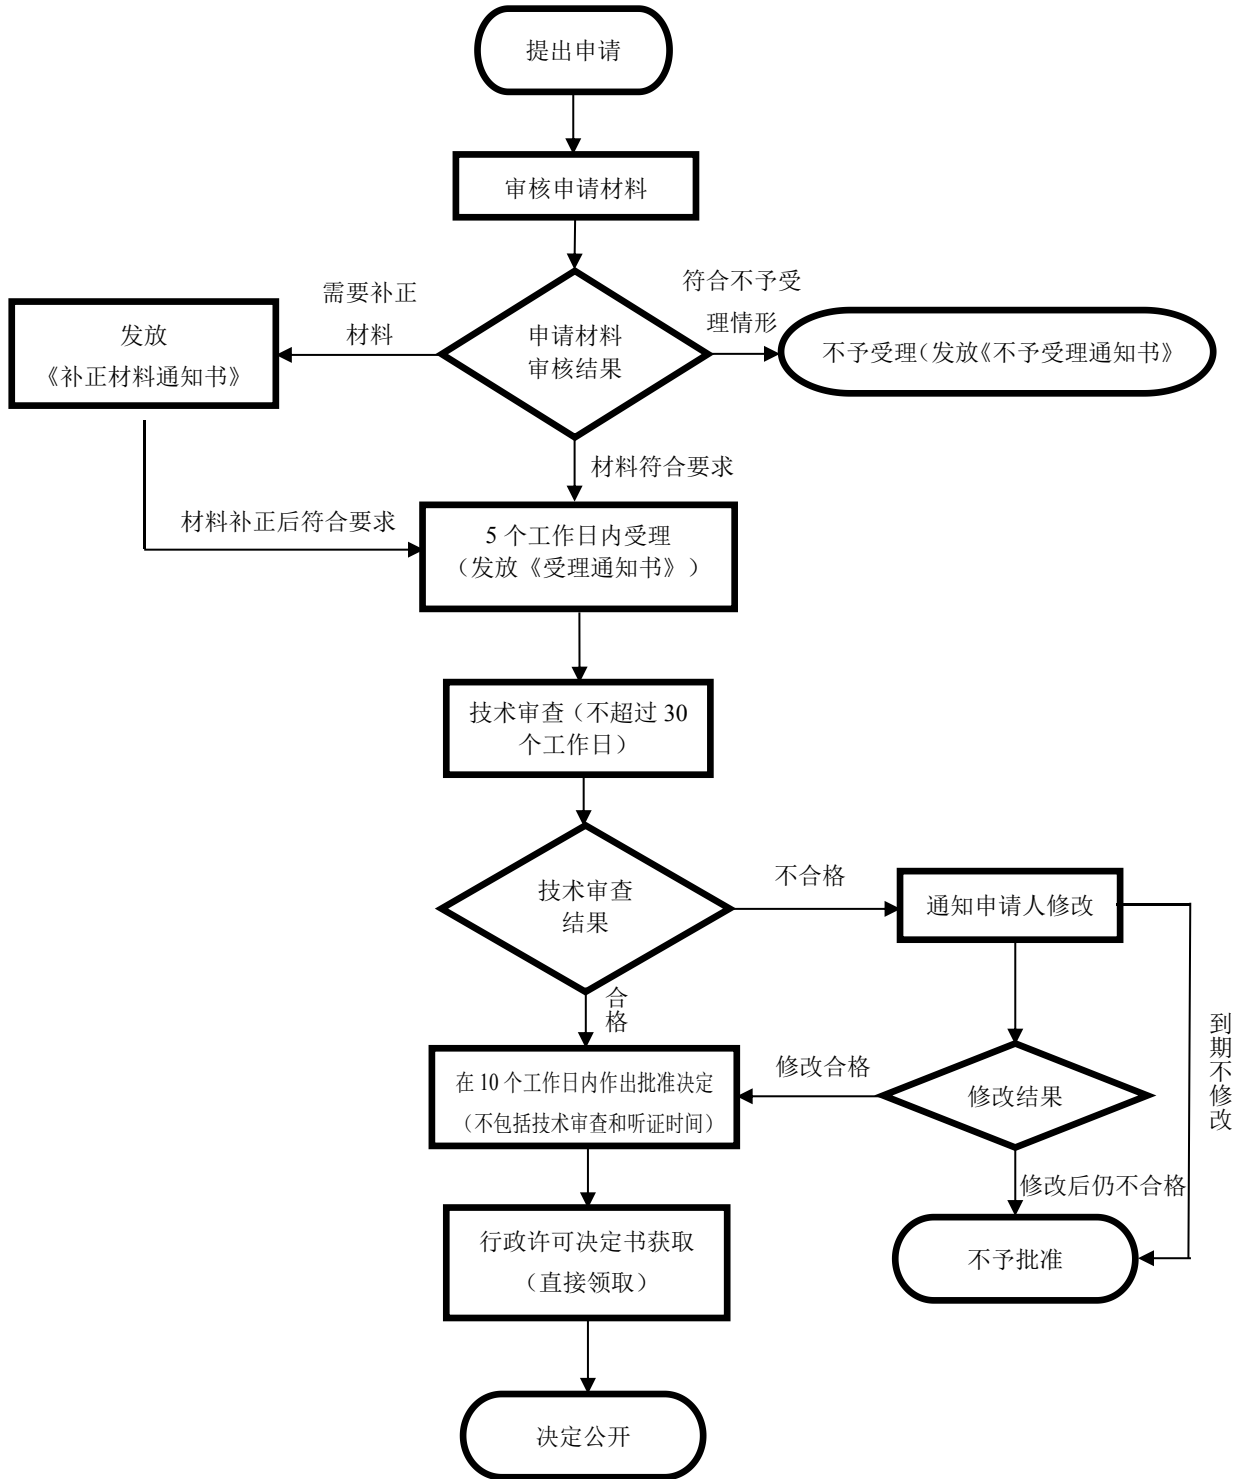 提出申请
审核申请材料
需要补正
材料
符合不予受
理情形
发放
《补正材料通知书》
申请材料
审核结果
不予受理(发放《不予受理通知书》
材料符合要求
材料补正后符合要求
5 个工作日内受理
（发放《受理通知书》）
技术审查（不超过 30
个工作日）
技术审查
结果
不合格
通知申请人修改
合
格
到
期
不
修
改
在 10 个工作日内作出批准决定
（不包括技术审查和听证时间）
修改合格
修改结果
修改后仍不合格
行政许可决定书获取
（直接领取）
不予批准
决定公开